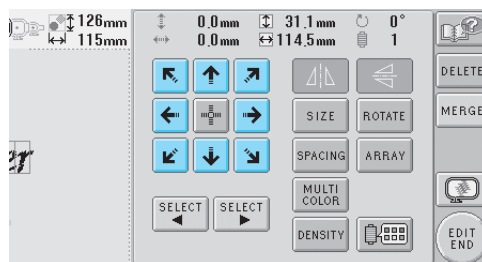 126mm
115mm
0.0mm 31.1mm 0°
0.0mm 114.5mm 1
DELETE
SIZE ROTATE MERGE
SPACING ARRAY
MULTI
COLOR
SELECT SELECT
DENSITY
EDIT
END
er